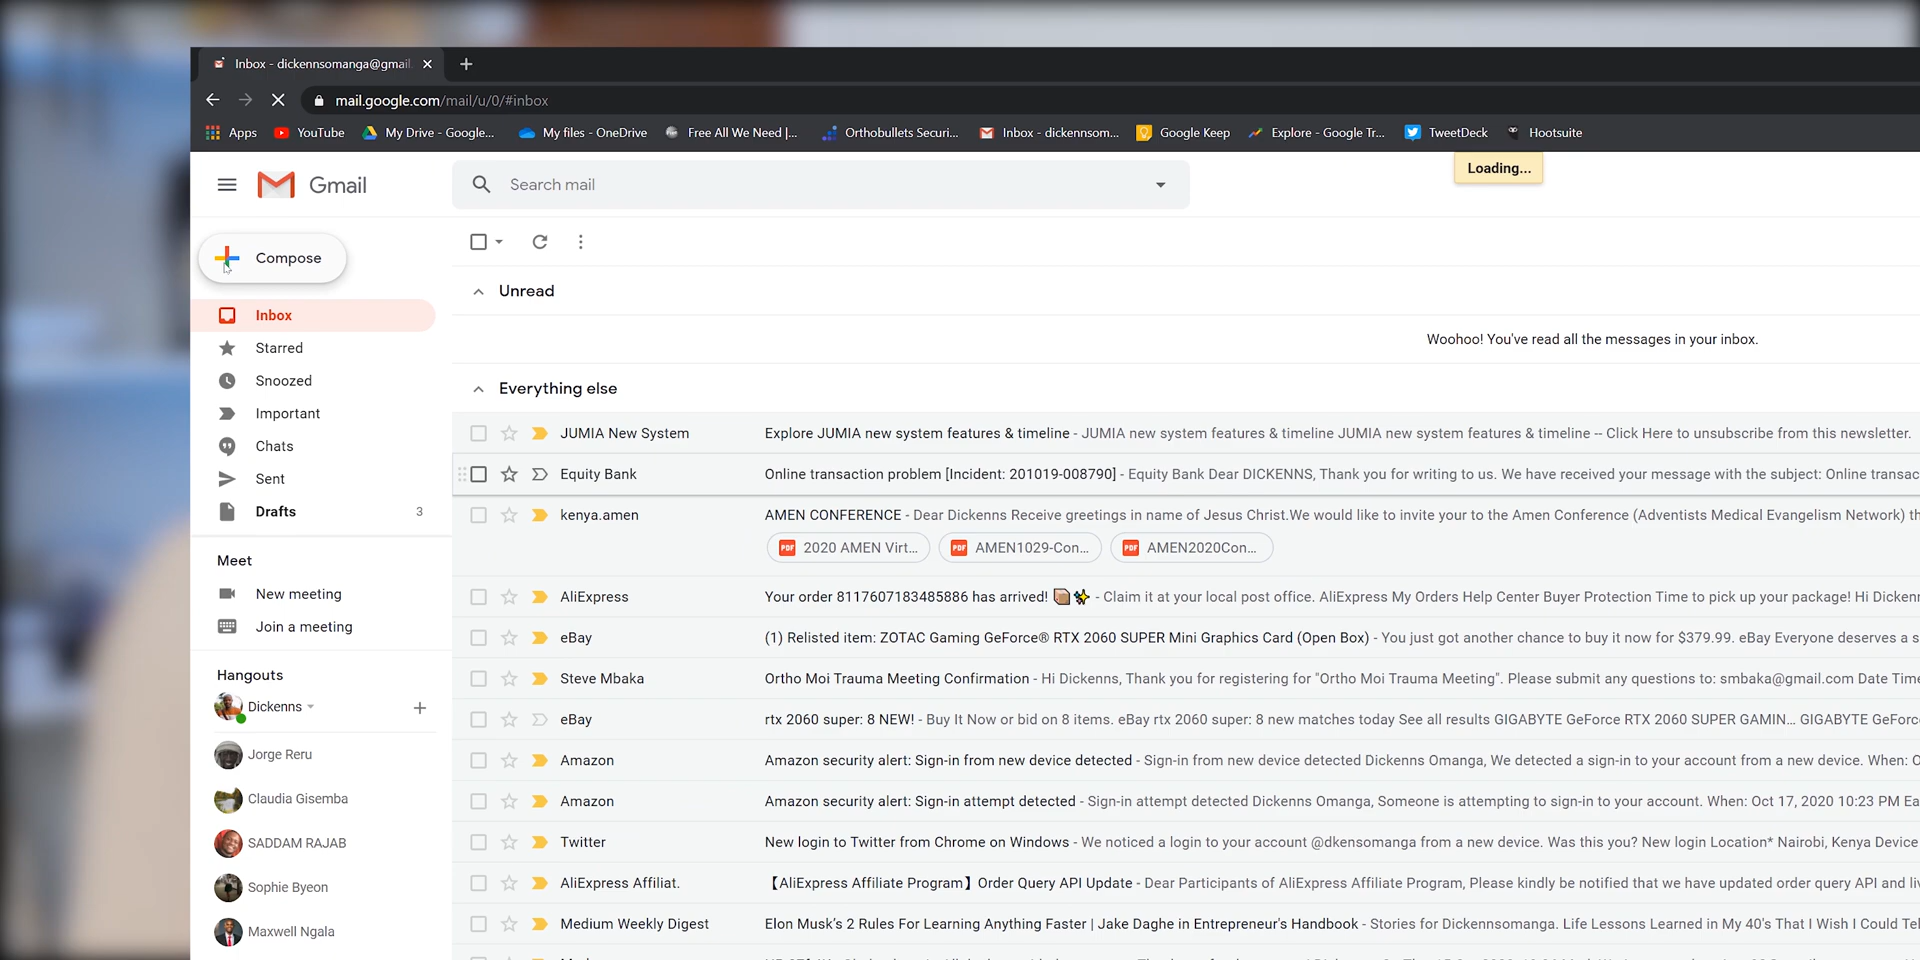 Inbox - dickennsomanga@gmail.
mail.google.com/mail/u/0/#inbox
Apps YouTube My Drive - Google... My files - OneDrive Free All We Need |... Orthobullets Securi... Inbox - dickennsom... Google Keep Explore - Google Tr... TweetDeck Hootsuite
Loading...
Gmail
Search mail
Compose
Inbox
Starred
Snoozed
Important
Chats
Sent
Drafts 3
Meet
New meeting
Join a meeting
Hangouts
Dickenns
Jorge Reru
Claudia Gisemba
SADDAM RAJAB
Sophie Byeon
Maxwell Ngala
Unread
Woohoo! You've read all the messages in your inbox.
Everything else
JUMIA New System Explore JUMIA new system features & timeline - JUMIA new system features & timeline JUMIA new system features & timeline -- Click Here to unsubscribe from this newsletter.
Equity Bank Online transaction problem [Incident: 201019-008790] - Equity Bank Dear DICKENNS, Thank you for writing to us. We have received your message with the subject: Online transac
kenya.amen AMEN CONFERENCE - Dear Dickenns Receive greetings in name of Jesus Christ.We would like to invite your to the Amen Conference (Adventists Medical Evangelism Network) th
PDF 2020 AMEN Virt... PDF AMEN1029-Con... PDF AMEN2020Con...
AliExpress Your order 8117607183485886 has arrived! 📦✨ - Claim it at your local post office. AliExpress My Orders Help Center Buyer Protection Time to pick up your package! Hi Dicken
eBay (1) Relisted item: ZOTAC Gaming GeForce® RTX 2060 SUPER Mini Graphics Card (Open Box) - You just got another chance to buy it now for $379.99. eBay Everyone deserves a s
Steve Mbaka Ortho Moi Trauma Meeting Confirmation - Hi Dickenns, Thank you for registering for "Ortho Moi Trauma Meeting". Please submit any questions to: smbaka@gmail.com Date Time
eBay rtx 2060 super: 8 NEW! - Buy It Now or bid on 8 items. eBay rtx 2060 super: 8 new matches today See all results GIGABYTE GeForce RTX 2060 SUPER GAMIN... GIGABYTE GeForc
Amazon Amazon security alert: Sign-in from new device detected - Sign-in from new device detected Dickenns Omanga, We detected a sign-in to your account from a new device. When: O
Amazon Amazon security alert: Sign-in attempt detected - Sign-in attempt detected Dickenns Omanga, Someone is attempting to sign-in to your account. When: Oct 17, 2020 10:23 PM Ea
Twitter New login to Twitter from Chrome on Windows - We noticed a login to your account @dkensomanga from a new device. Was this you? New login Location* Nairobi, Kenya Device
AliExpress Affiliat. 【AliExpress Affiliate Program】Order Query API Update - Dear Participants of AliExpress Affiliate Program, Please kindly be notified that we have updated order query API and li
Medium Weekly Digest Elon Musk's 2 Rules For Learning Anything Faster | Jake Daghe in Entrepreneur's Handbook - Stories for Dickennsomanga. Life Lessons Learned in My 40's That I Wish I Could Tel